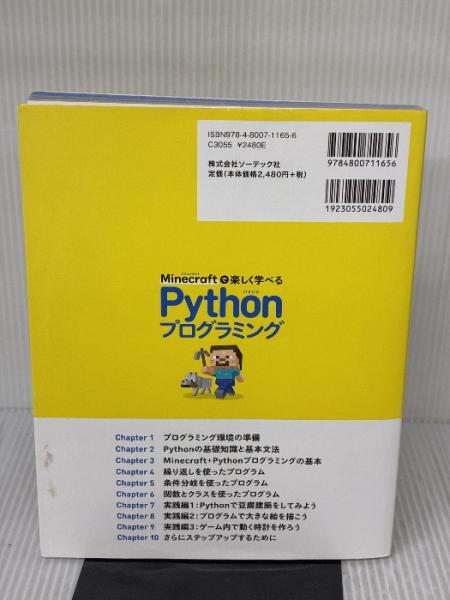 ISBN978-4-8007-1165-6
C3055 ¥2480E
株式会社ソーテック社
定価(本体価格2,480円+税)
9784800711656
1923055024809
マインクラフト
Minecraftで楽しく学べる
パイソン
Python
プログラミング
Chapter 1 プログラミング環境の準備
Chapter 2 Pythonの基礎知識と基本文法
Chapter 3 Minecraft+Pythonプログラミングの基本
Chapter 4 繰り返しを使ったプログラム
Chapter 5 条件分岐を使ったプログラム
Chapter 6 関数とクラスを使ったプログラム
Chapter 7 実践編1:Pythonで豆腐建築をしてみよう
Chapter 8 実践編2:プログラムで大きな絵を描こう
Chapter 9 実践編3:ゲーム内で動く時計を作ろう
Chapter 10 さらにステップアップするために